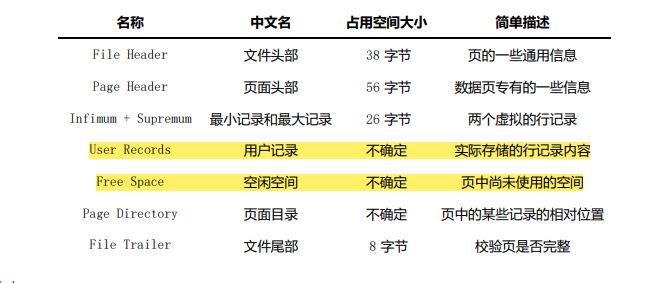 名称 中文名 占用空间大小 简单描述
File Header 文件头部 38 字节 页的一些通用信息
Page Header 页面头部 56 字节 数据页专有的一些信息
Infimum + Supremum 最小记录和最大记录 26 字节 两个虚拟的行记录
User Records 用户记录 不确定 实际存储的行记录内容
Free Space 空闲空间 不确定 页中尚未使用的空间
Page Directory 页面目录 不确定 页中的某些记录的相对位置
File Trailer 文件尾部 8 字节 校验页是否完整